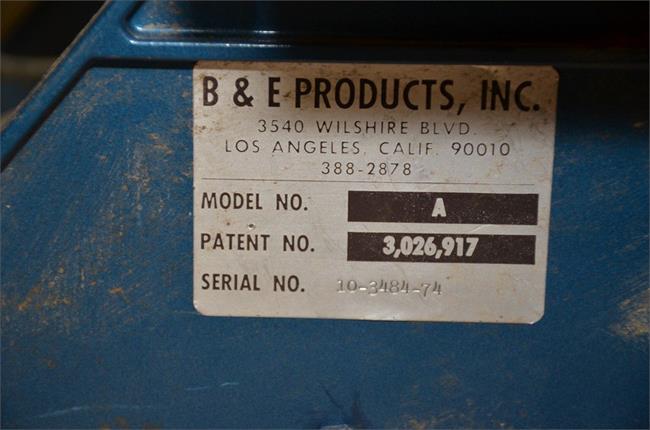 B & E PRODUCTS, INC.
3540 WILSHIRE BLVD.
LOS ANGELES, CALIF. 90010
388-2878
MODEL NO. A
PATENT NO. 3,026,917
SERIAL NO. 10-3484-74